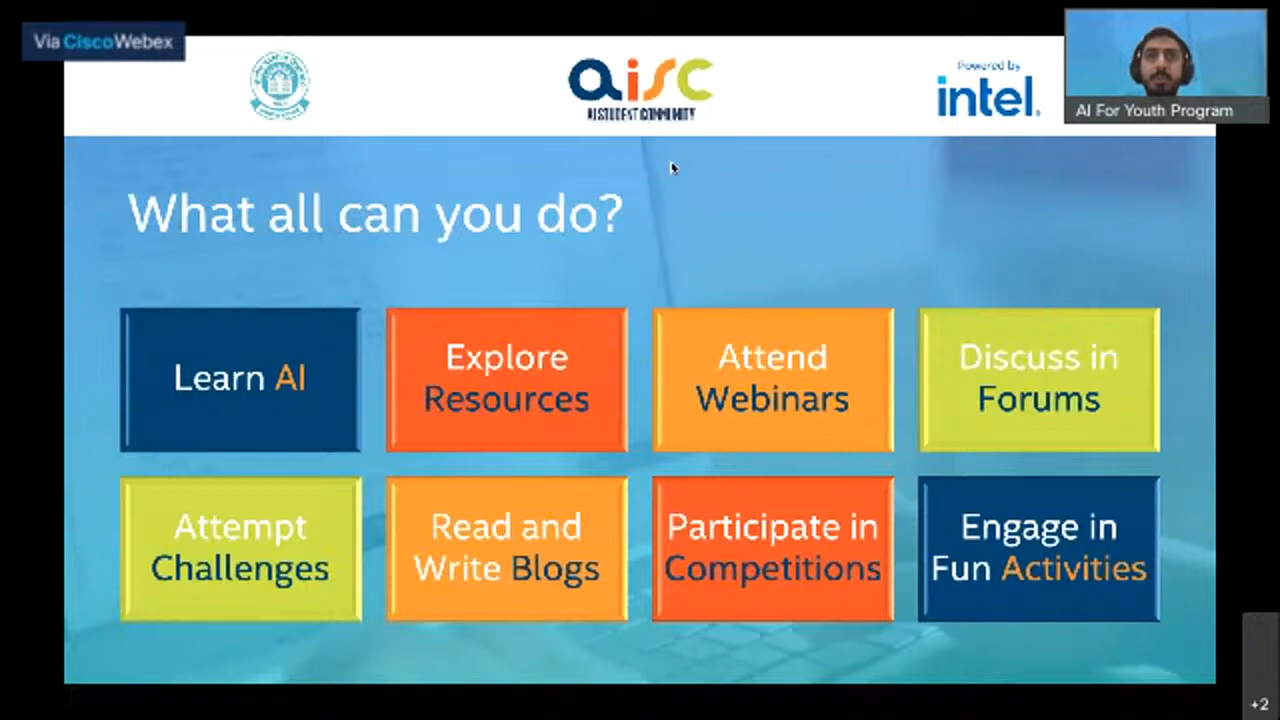 Via CiscoWebex
aisc
AI STUDENT COMMUNITY
Powered by
intel.
AI For Youth Program
What all can you do?
Learn AI
Explore
Resources
Attend
Webinars
Discuss in
Forums
Attempt
Challenges
Read and
Write Blogs
Participate in
Competitions
Engage in
Fun Activities
+2